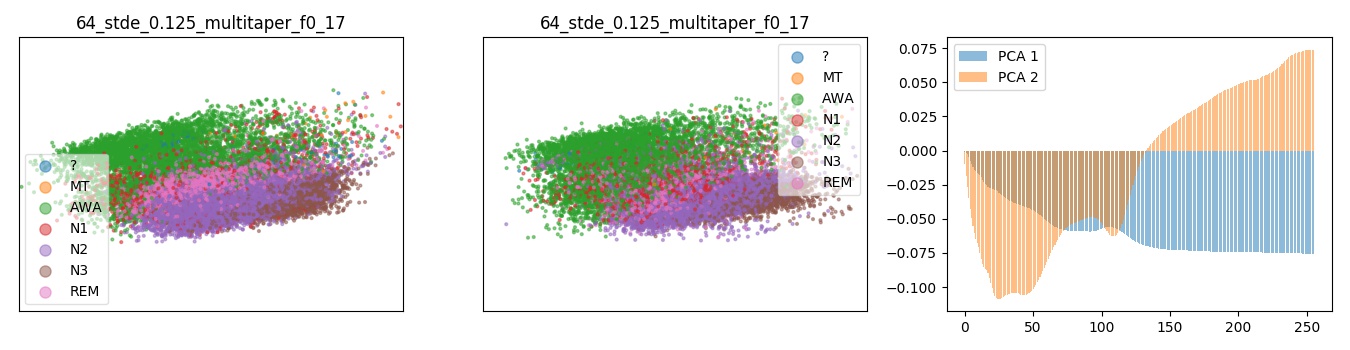 64_stde_0.125_multitaper_f0_17
?
MT
AWA
N1
N2
N3
REM
64_stde_0.125_multitaper_f0_17
?
MT
AWA
N1
N2
N3
REM
PCA 1
PCA 2
0.075
0.050
0.025
0.000
−0.025
−0.050
−0.075
−0.100
0 50 100 150 200 250